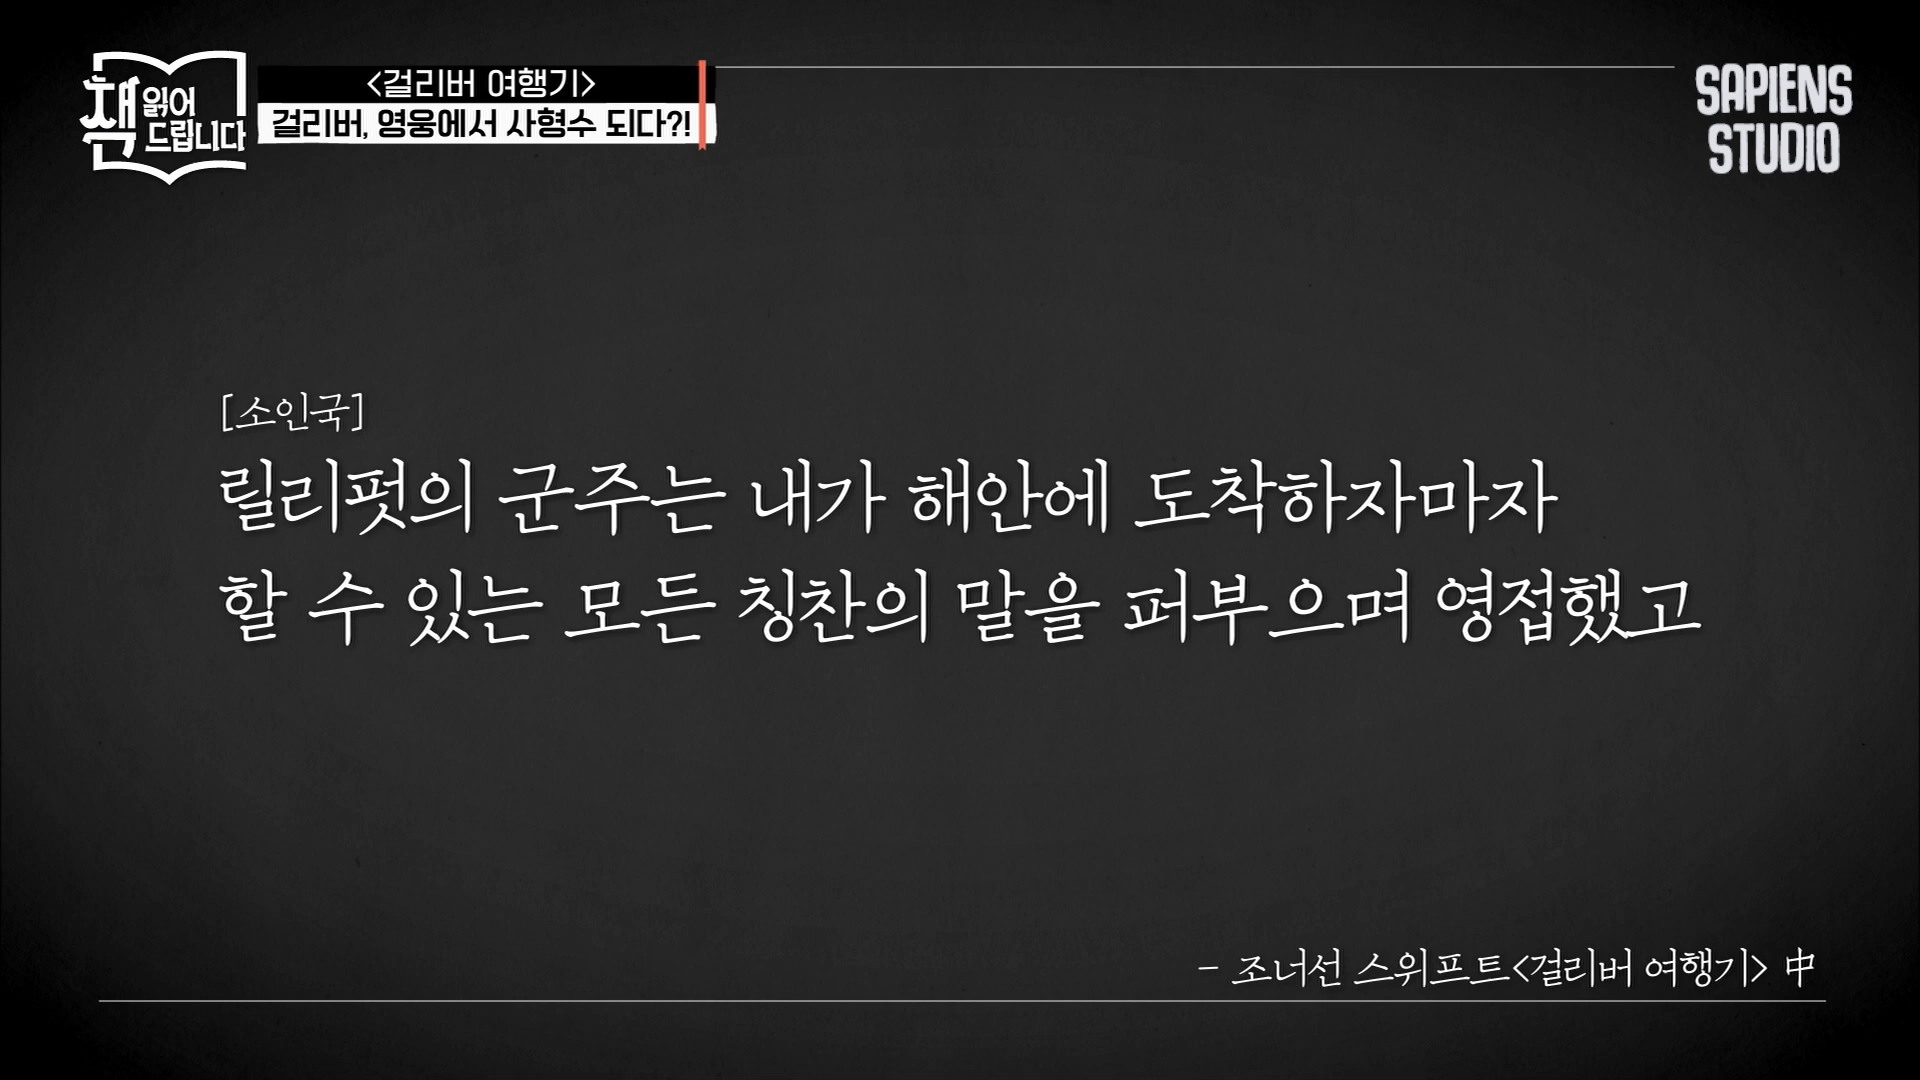 책 읽어
드립니다
<걸리버 여행기>
걸리버, 영웅에서 사형수 되다?!
SAPIENS
STUDIO
[소인국]
릴리펏의 군주는 내가 해안에 도착하자마자
할 수 있는 모든 칭찬의 말을 퍼부으며 영접했고
- 조너선 스위프트<걸리버 여행기> 中